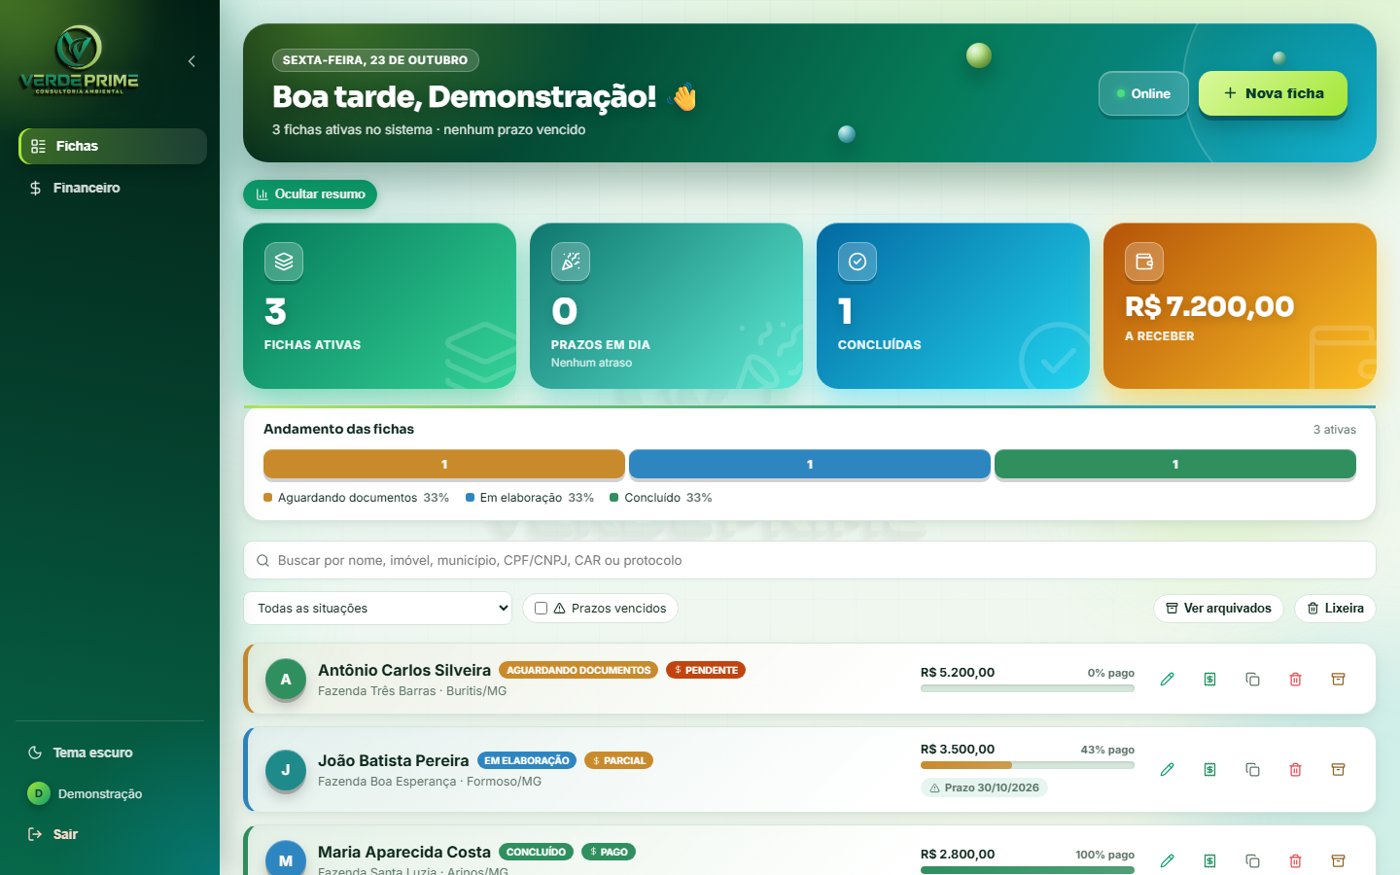 VERDE PRIME
CONSULTORIA AMBIENTAL
Fichas
Financeiro
Tema escuro
D Demonstração
Sair
SEXTA-FEIRA, 23 DE OUTUBRO
Boa tarde, Demonstração! 👋
3 fichas ativas no sistema · nenhum prazo vencido
Online
+ Nova ficha
Ocultar resumo
3
FICHAS ATIVAS
0
PRAZOS EM DIA
Nenhum atraso
1
CONCLUÍDAS
R$ 7.200,00
A RECEBER
Andamento das fichas
3 ativas
1 1 1
Aguardando documentos 33% Em elaboração 33% Concluído 33%
Buscar por nome, imóvel, município, CPF/CNPJ, CAR ou protocolo
Todas as situações
Prazos vencidos
Ver arquivados
Lixeira
A
Antônio Carlos Silveira AGUARDANDO DOCUMENTOS $ PENDENTE
Fazenda Três Barras · Buritis/MG
R$ 5.200,00 0% pago
J
João Batista Pereira EM ELABORAÇÃO $ PARCIAL
Fazenda Boa Esperança · Formoso/MG
R$ 3.500,00 43% pago
Prazo 30/10/2026
M
Maria Aparecida Costa CONCLUÍDO $ PAGO
Fazenda Santa Luzia · Arinos/MG
R$ 2.800,00 100% pago